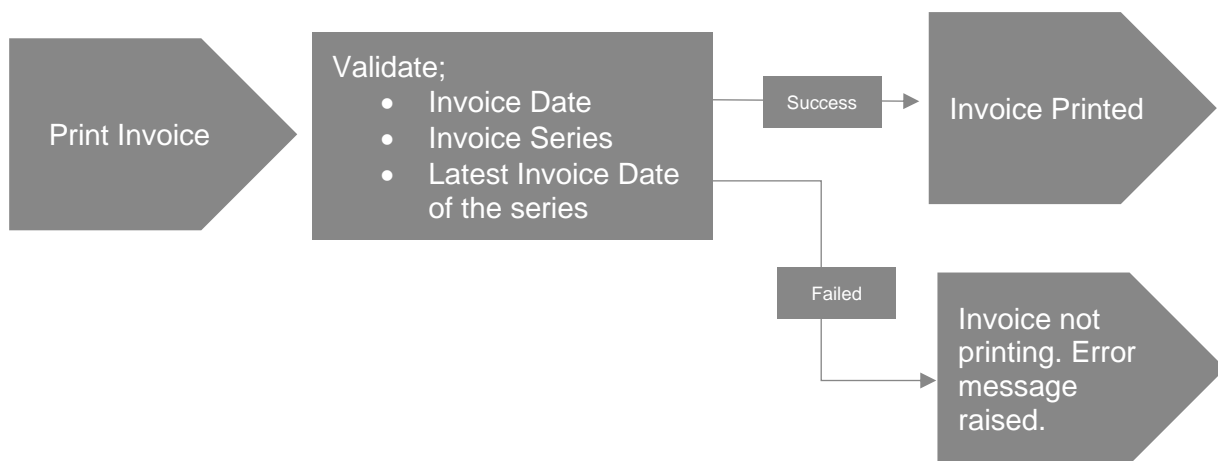 Print Invoice
Validate;
• Invoice Date
• Invoice Series
• Latest Invoice Date
of the series
Success
Invoice Printed
Failed
Invoice not
printing. Error
message
raised.